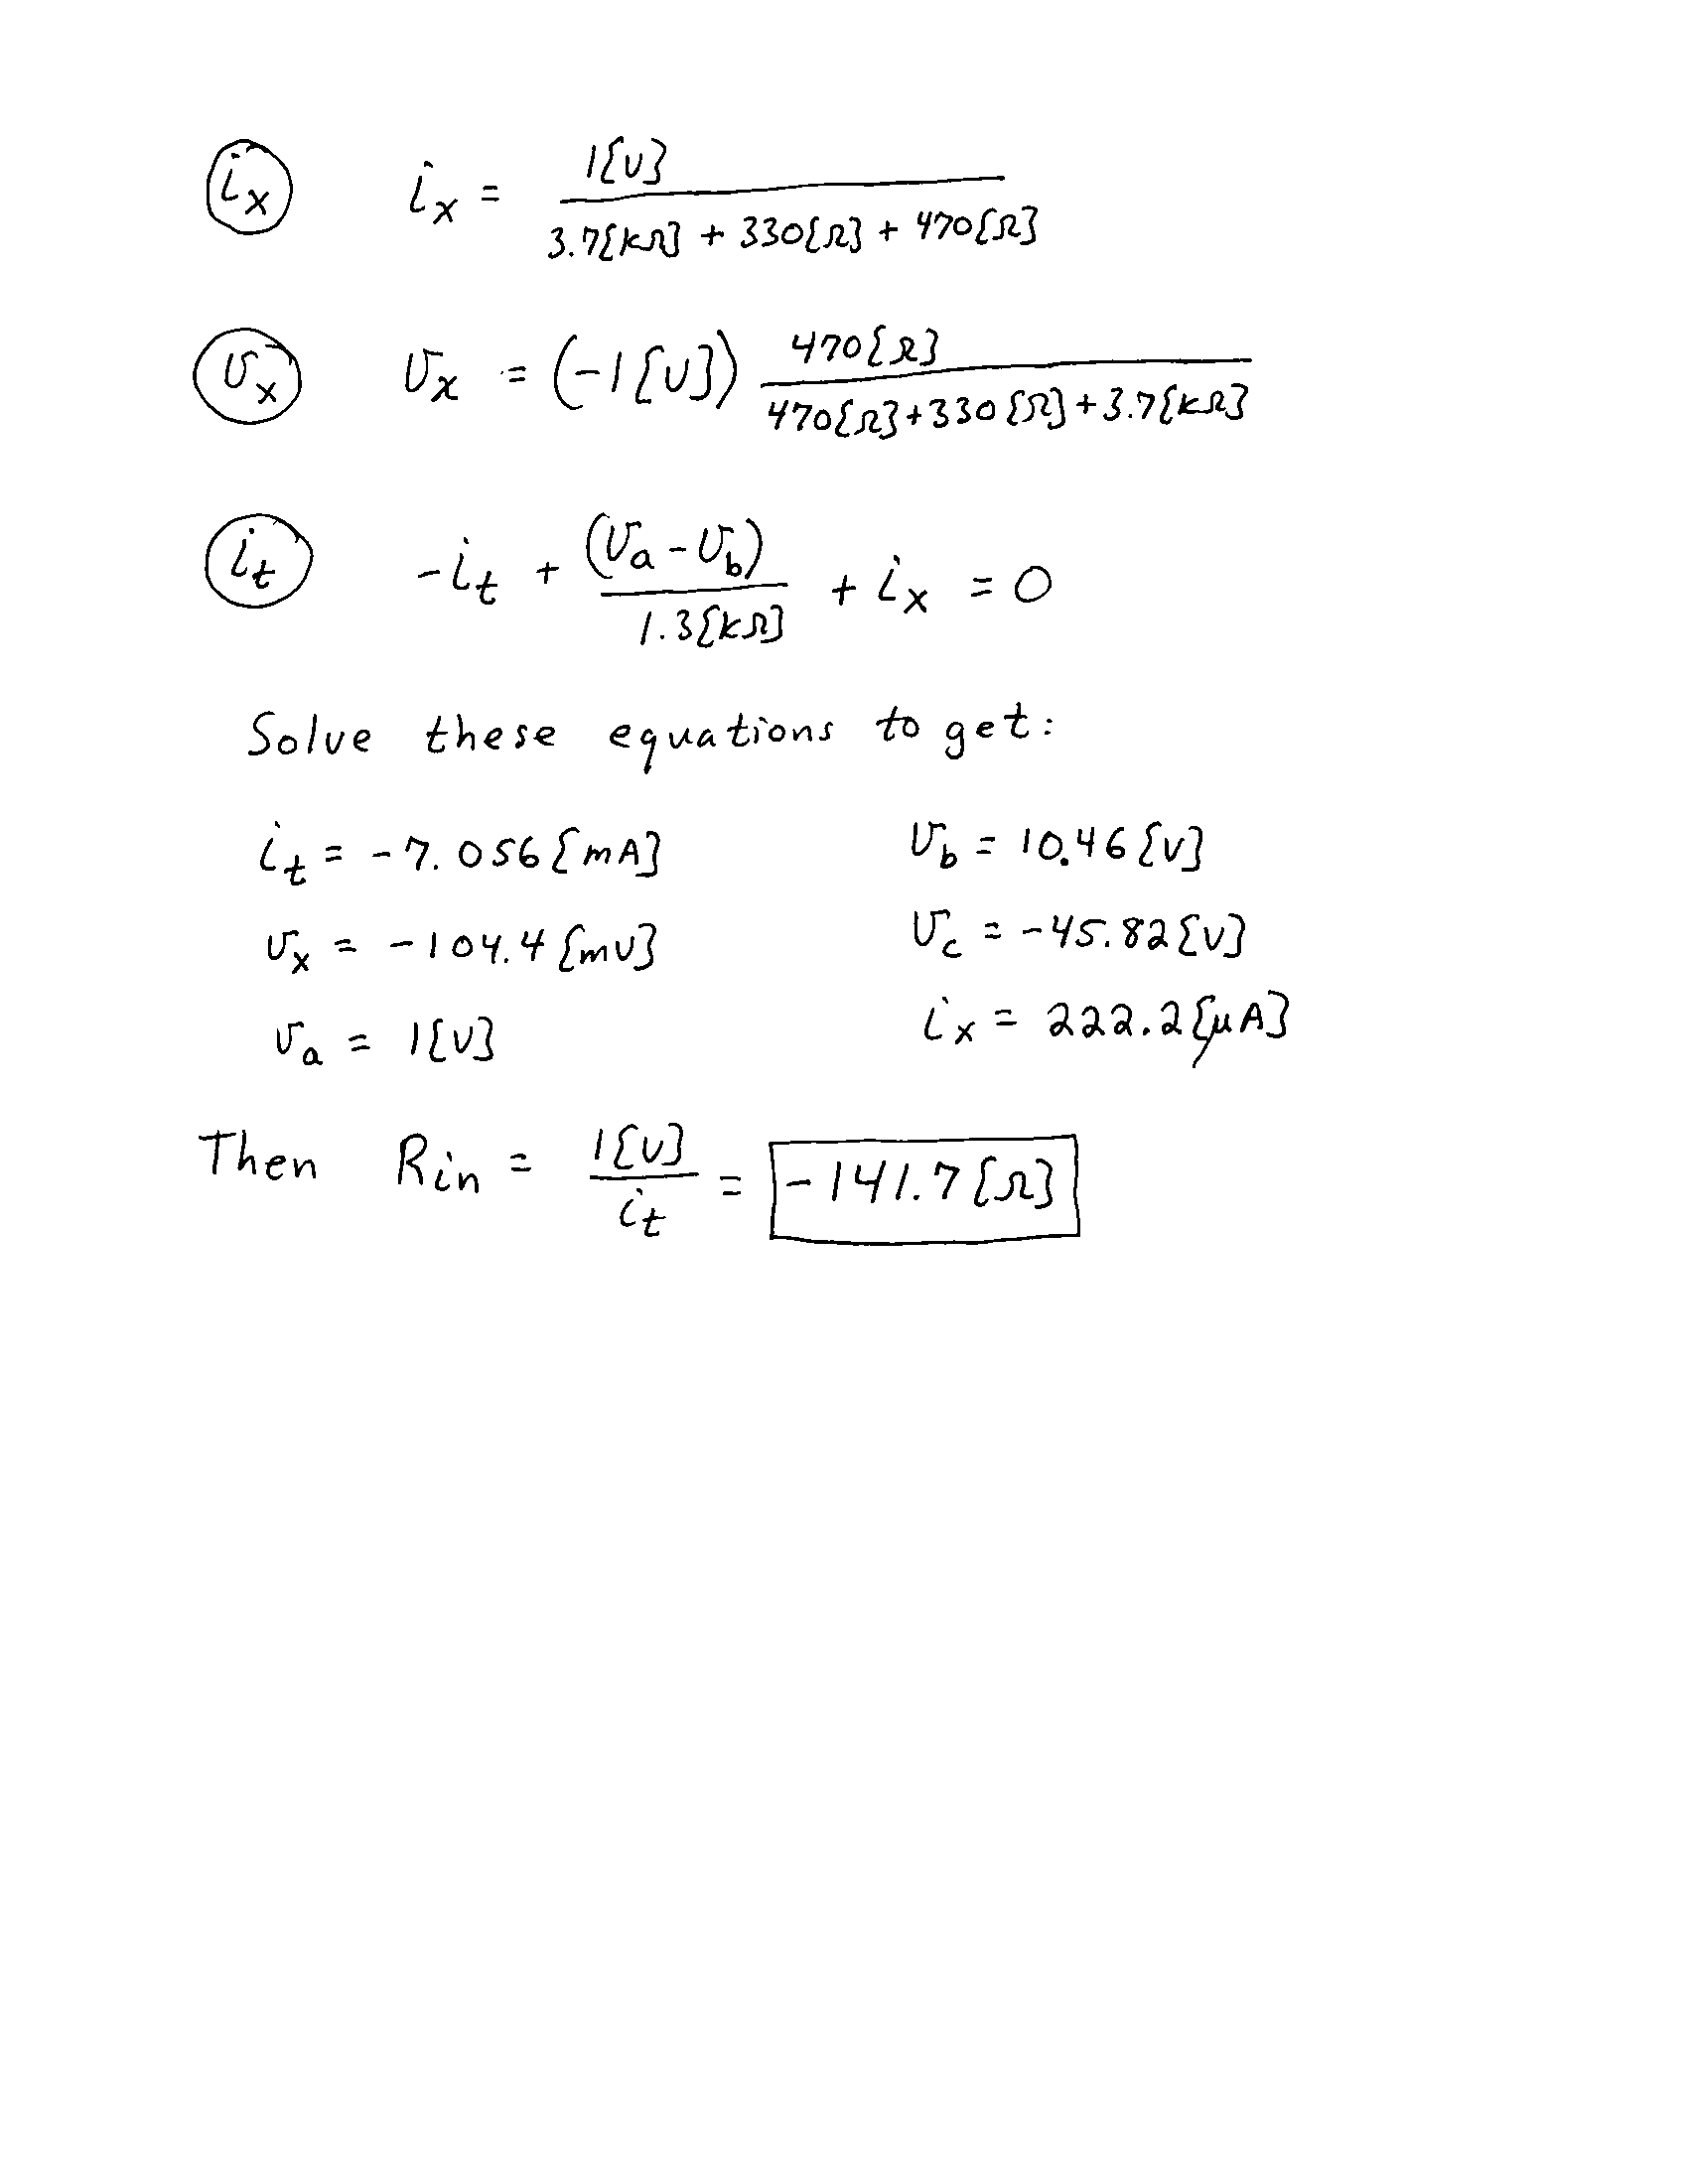 ix   ix = 1[V] / (3.7[kΩ] + 330[Ω] + 470[Ω])
vx   vx = (-1[V]) 470[Ω] / (470[Ω] + 330[Ω] + 3.7[kΩ])
it   -it + (va - vb) / 1.3[kΩ] + ix = 0
Solve these equations to get:
it = -7.056[mA]   vb = 10.46[V]
vx = -104.4[mV]   vc = -45.82[V]
va = 1[V]   ix = 222.2[μA]
Then Rin = 1[V] / it = -141.7[Ω]